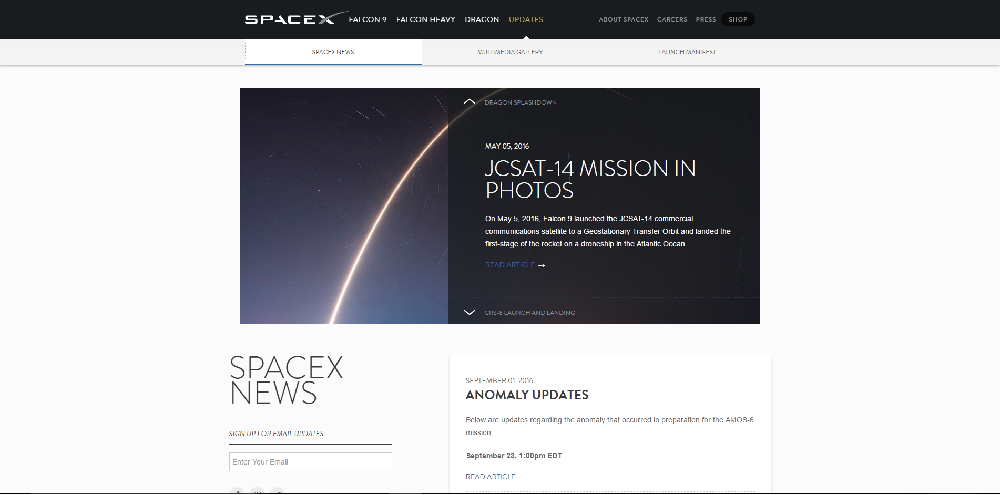 SPACEX
FALCON 9
FALCON HEAVY
DRAGON
UPDATES
ABOUT SPACEX
CAREERS
PRESS
SHOP
SPACEX NEWS
MULTIMEDIA GALLERY
LAUNCH MANIFEST
DRAGON SPLASHDOWN
MAY 05, 2016
JCSAT-14 MISSION IN
PHOTOS
On May 5, 2016, Falcon 9 launched the JCSAT-14 commercial
communications satellite to a Geostationary Transfer Orbit and landed the
first-stage of the rocket on a droneship in the Atlantic Ocean.
READ ARTICLE →
CRS-8 LAUNCH AND LANDING
SPACEX
NEWS
SIGN UP FOR EMAIL UPDATES
Enter Your Email
SEPTEMBER 01, 2016
ANOMALY UPDATES
Below are updates regarding the anomaly that occurred in preparation for the AMOS-6
mission:
September 23, 1:00pm EDT
READ ARTICLE